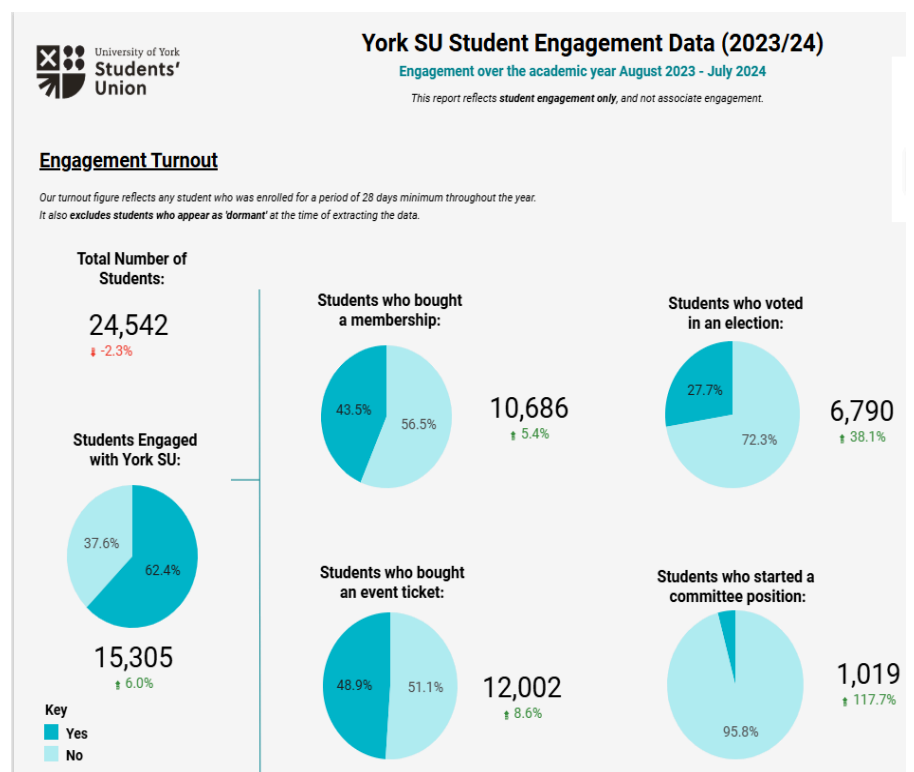 University of York
Students'
Union
York SU Student Engagement Data (2023/24)
Engagement over the academic year August 2023 - July 2024
This report reflects student engagement only, and not associate engagement.
Engagement Turnout
Our turnout figure reflects any student who was enrolled for a period of 28 days minimum throughout the year.
It also excludes students who appear as 'dormant' at the time of extracting the data.
Total Number of
Students:
24,542
-2.3%
Students Engaged
with York SU:
37.6%
62.4%
15,305
6.0%
Key
Yes
No
Students who bought
a membership:
43.5%
56.5%
10,686
5.4%
Students who voted
in an election:
27.7%
72.3%
6,790
38.1%
Students who bought
an event ticket:
48.9%
51.1%
12,002
8.6%
Students who started a
committee position:
95.8%
1,019
117.7%